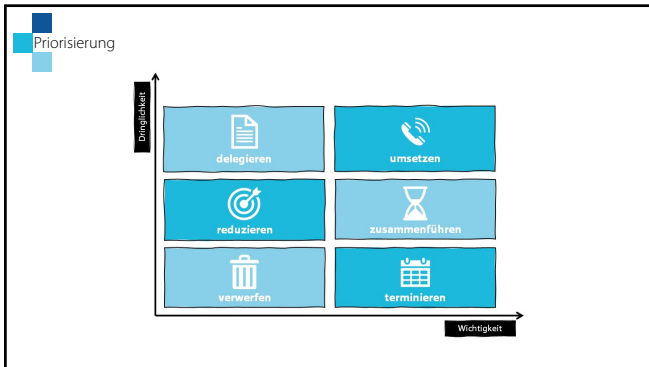 Priorisierung
Dringlichkeit
delegieren
umsetzen
reduzieren
zusammenführen
verwerfen
terminieren
Wichtigkeit